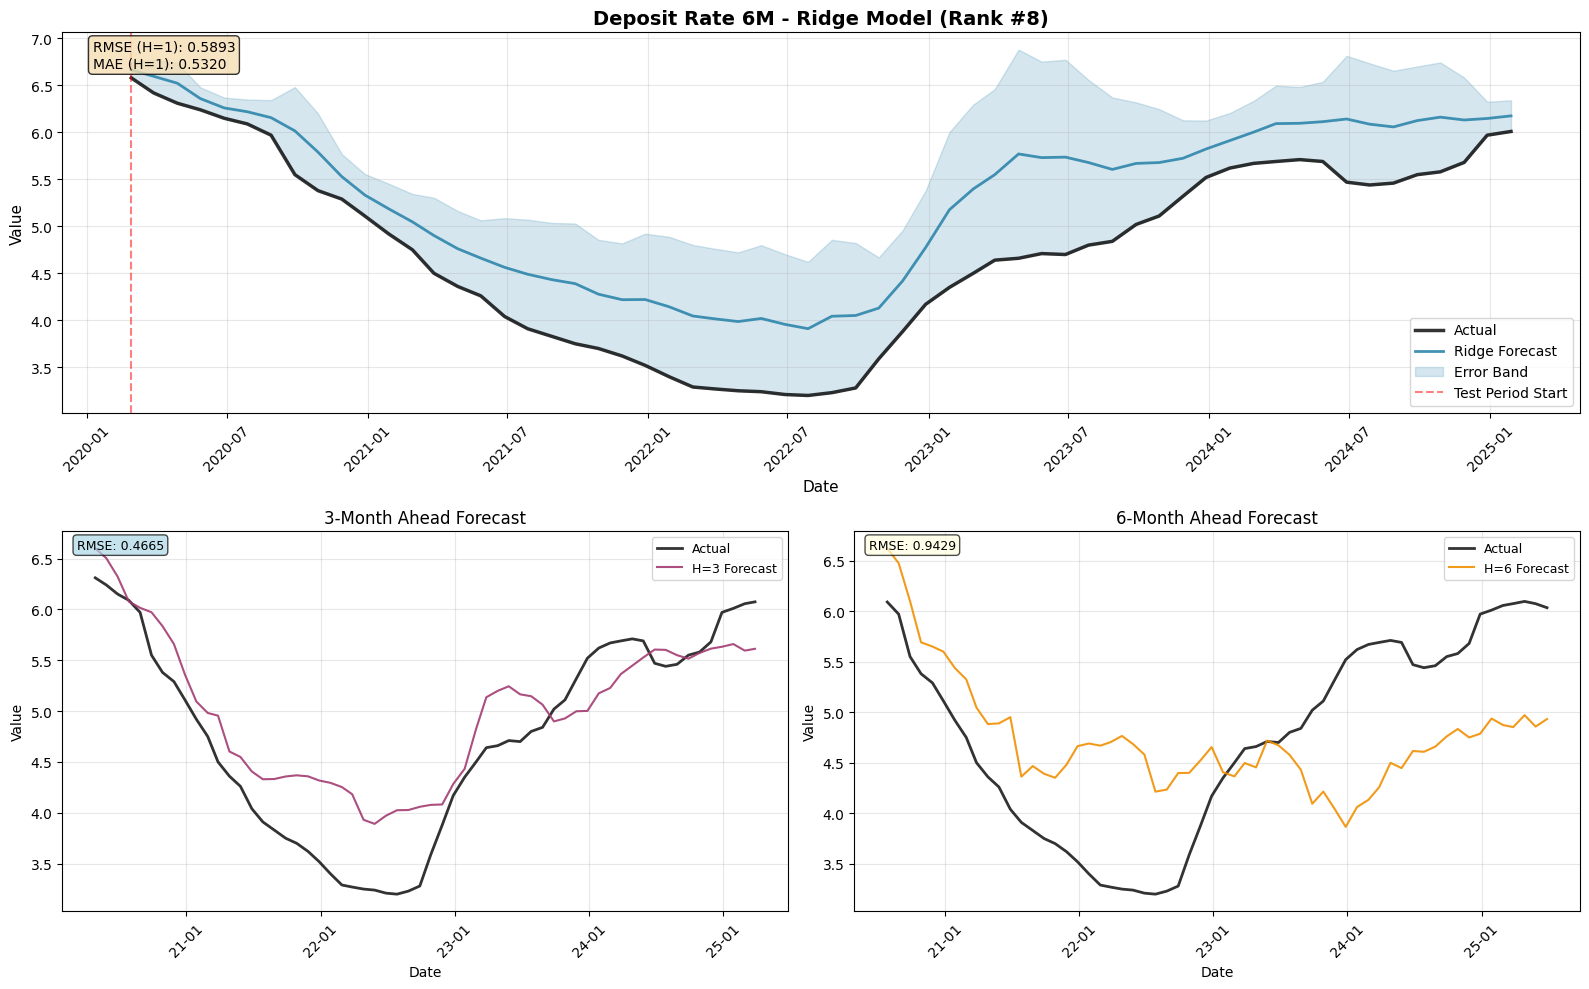 Deposit Rate 6M - Ridge Model (Rank #8)
RMSE (H=1): 0.5893
MAE (H=1): 0.5320
Value
7.0
6.5
6.0
5.5
5.0
4.5
4.0
3.5
Actual
Ridge Forecast
Error Band
Test Period Start
2020-01
2020-07
2021-01
2021-07
2022-01
2022-07
2023-01
2023-07
2024-01
2024-07
2025-01
Date
3-Month Ahead Forecast
RMSE: 0.4665
Actual
H=3 Forecast
Value
6.5
6.0
5.5
5.0
4.5
4.0
3.5
21-01
22-01
23-01
24-01
25-01
Date
6-Month Ahead Forecast
RMSE: 0.9429
Actual
H=6 Forecast
Value
6.5
6.0
5.5
5.0
4.5
4.0
3.5
21-01
22-01
23-01
24-01
25-01
Date